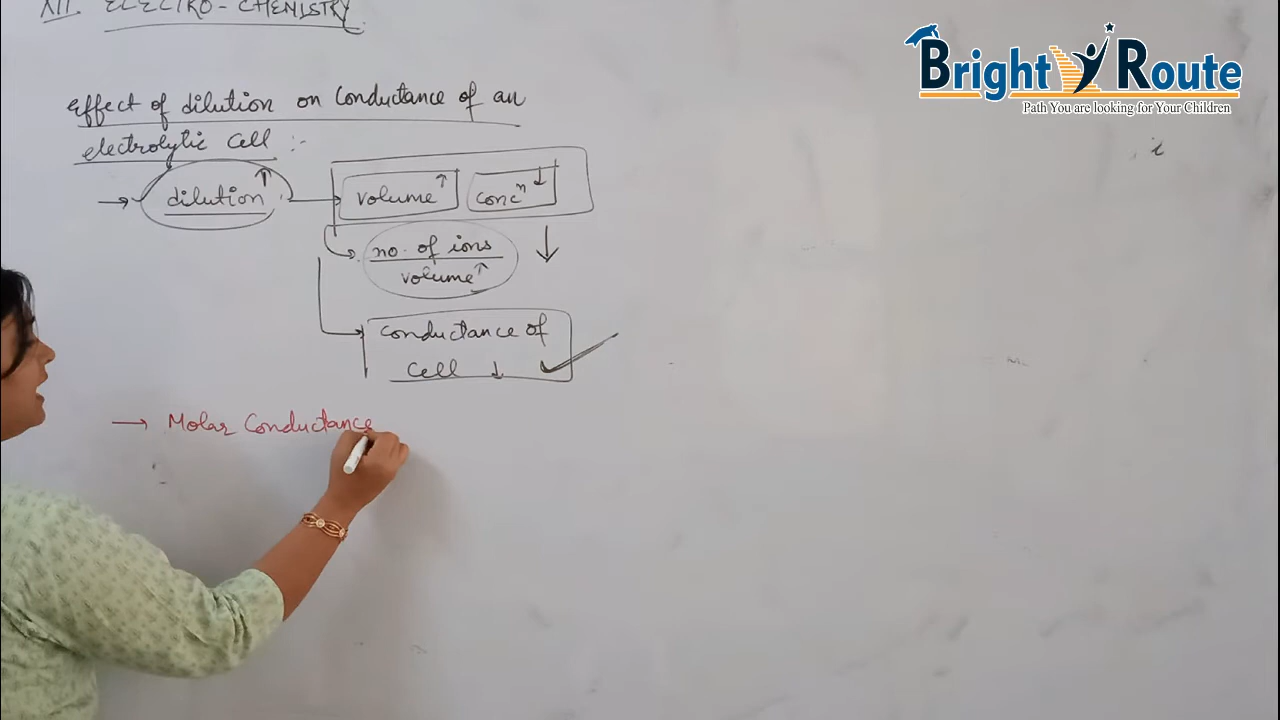 XII. ELECTRO-CHEMISTRY
Effect of dilution on Conductance of an
electrolytic Cell :-
→ dilution ↑ → volume ↑ concⁿ ↓
no. of ions ↓
volume ↑
Conductance of
Cell ↓ ✓
→ Molar Conductance
Bright Route
Path You are looking for Your Children